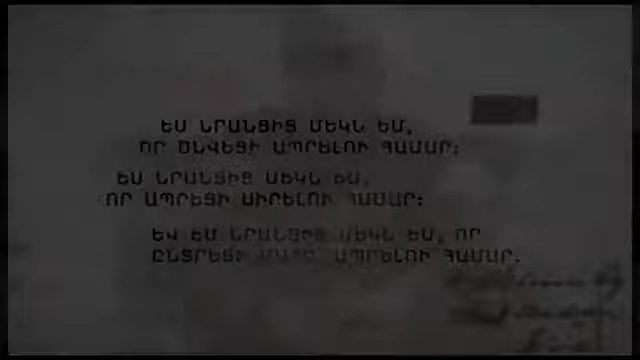 ԵՍ ՆՐԱՆՑԻՑ ՄԵԿՆ ԵՄ,
ՈՐ ԾՆՎԵՑԻ ԱՊՐԵԼՈՒ ՀԱՄԱՐ:
ԵՍ ՆՐԱՆՑԻՑ ՄԵԿՆ ԵՄ,
ՈՐ ԱՊՐԵՑԻ ՍԻՐԵԼՈՒ ՀԱՄԱՐ:
ԵՎ ԵՄ ՆՐԱՆՑԻՑ ՄԵԿՆ ԵՄ, ՈՐ
ԸՆՏՐԵՑԻ ԱՊՐԵԼՈՒ ՀԱՄԱՐ.